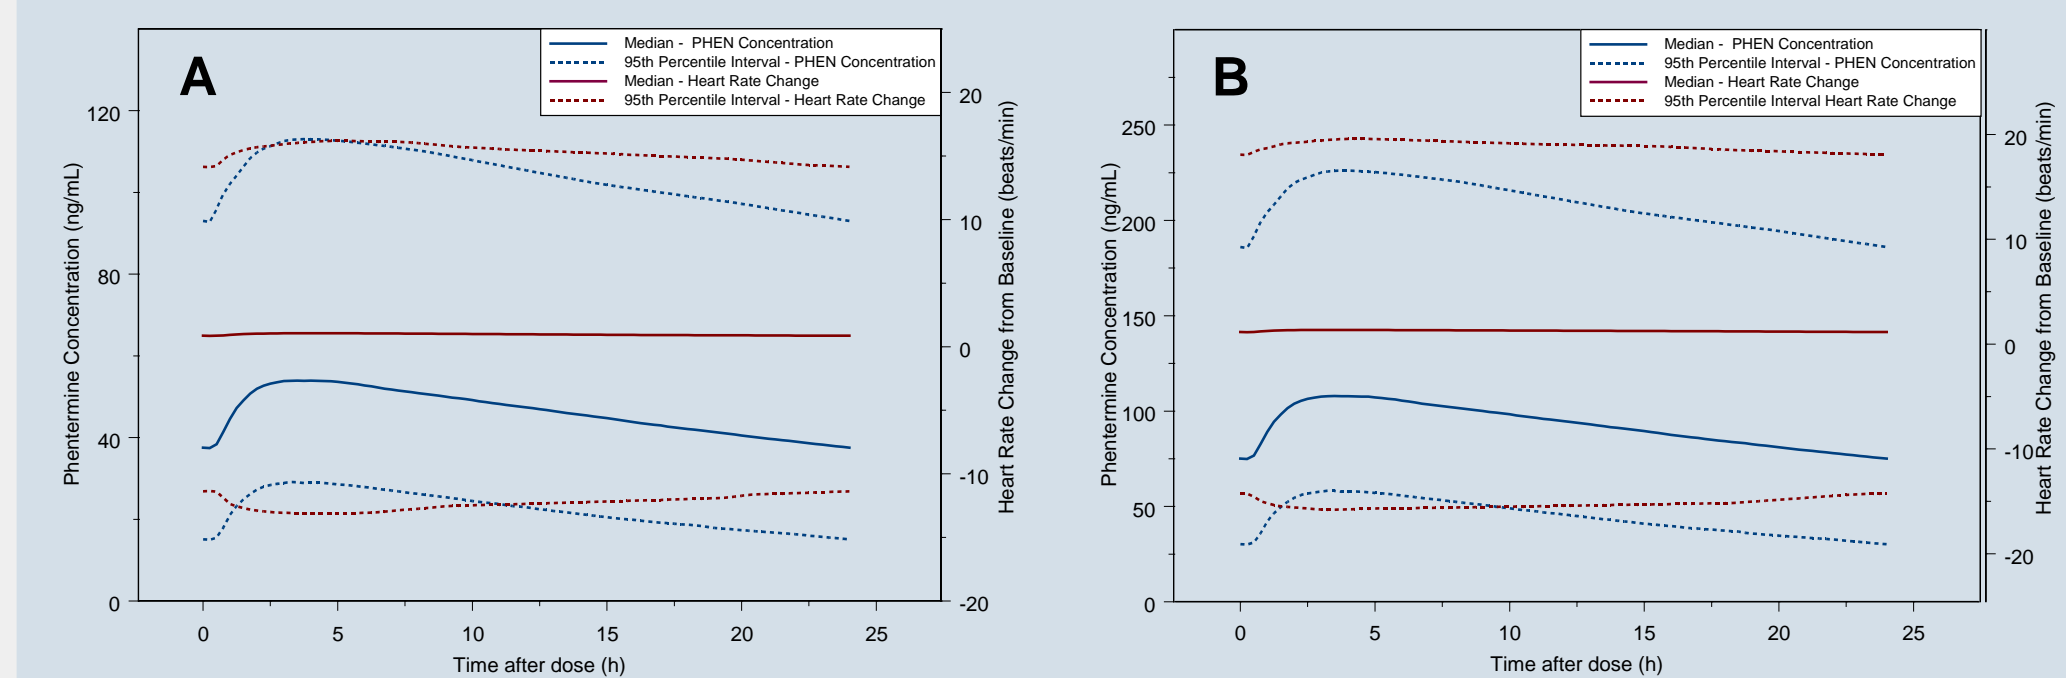 A
Median -  PHEN Concentration
95th Percentile Interval - PHEN Concentration
Median - Heart Rate Change
95th Percentile Interval - Heart Rate Change
Phentermine Concentration (ng/mL)
120
80
40
0
20
10
0
-10
-20
Heart Rate Change from Baseline (beats/min)
0 5 10 15 20 25
Time after dose (h)
B
Median -  PHEN Concentration
95th Percentile Interval - PHEN Concentration
Median - Heart Rate Change
95th Percentile Interval Heart Rate Change
Phentermine Concentration (ng/mL)
250
200
150
100
50
0
20
10
0
-10
-20
Heart Rate Change from Baseline (beats/min)
0 5 10 15 20 25
Time after dose (h)